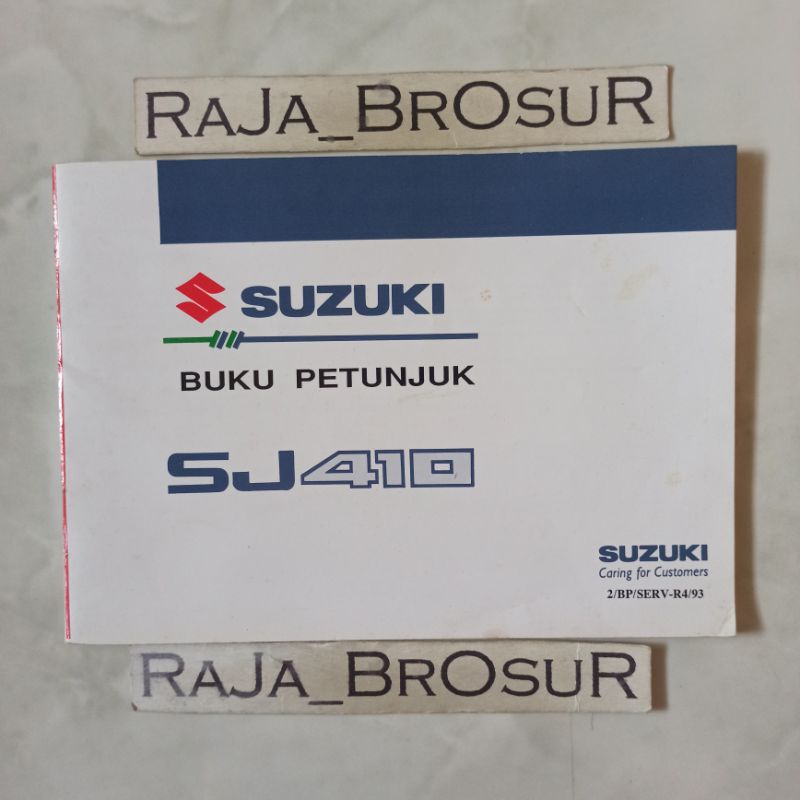 RAJA_BROSUR
SUZUKI
BUKU PETUNJUK
SJ410
SUZUKI
Caring for Customers
2/BP/SERV-R4/93
RAJA_BROSUR